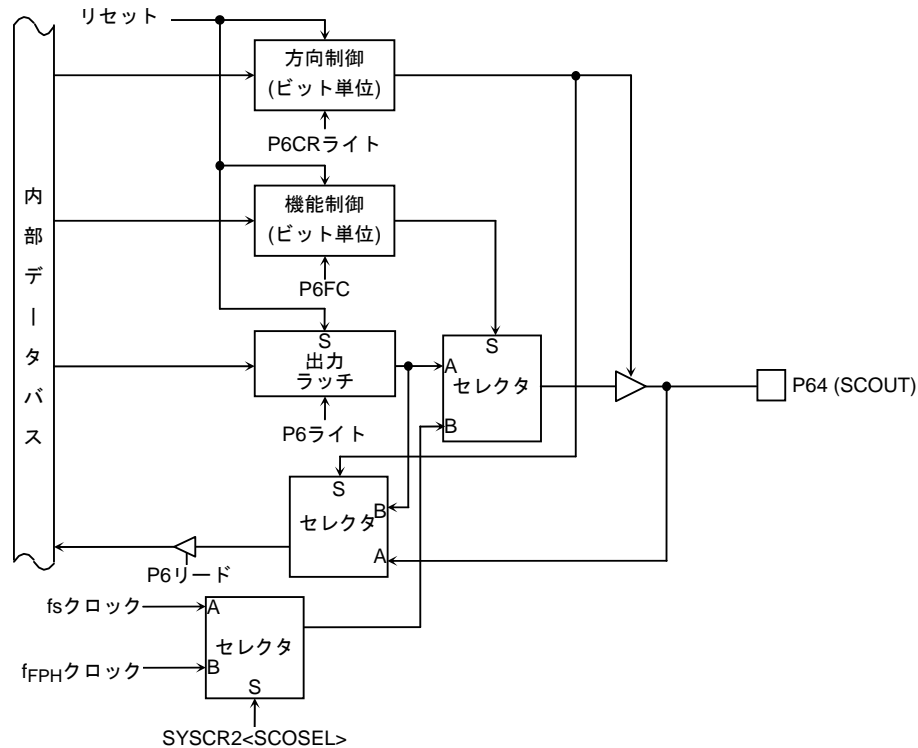 リセット
方向制御
(ビット単位)
P6CRライト
内部データバス
機能制御
(ビット単位)
P6FC
S
出力
ラッチ
P6ライト
S
A
セレクタ
B
P64 (SCOUT)
S
B
セレクタ
A
P6リード
fsクロック
A
セレクタ
fFPHクロック
B
S
SYSCR2<SCOSEL>